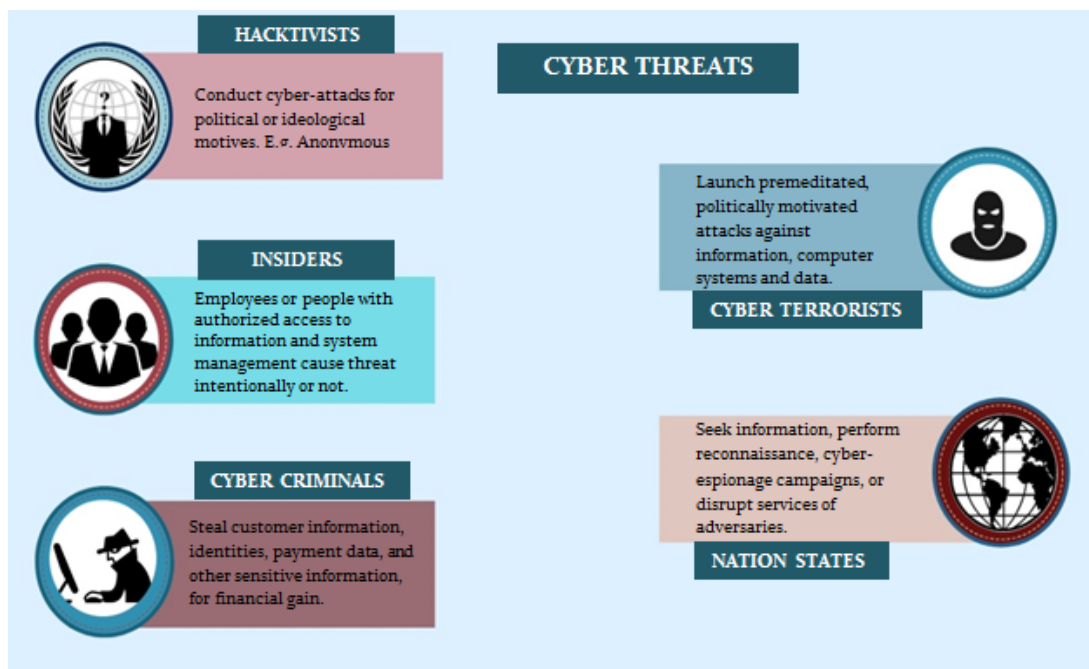 HACKTIVISTS
Conduct cyber-attacks for
political or ideological
motives. E.g. Anonymous
CYBER THREATS
Launch premeditated,
politically motivated
attacks against
information, computer
systems and data.
CYBER TERRORISTS
INSIDERS
Employees or people with
authorized access to
information and system
management cause threat
intentionally or not.
Seek information, perform
reconnaissance, cyber-
espionage campaigns, or
disrupt services of
adversaries.
NATION STATES
CYBER CRIMINALS
Steal customer information,
identities, payment data, and
other sensitive information,
for financial gain.
?